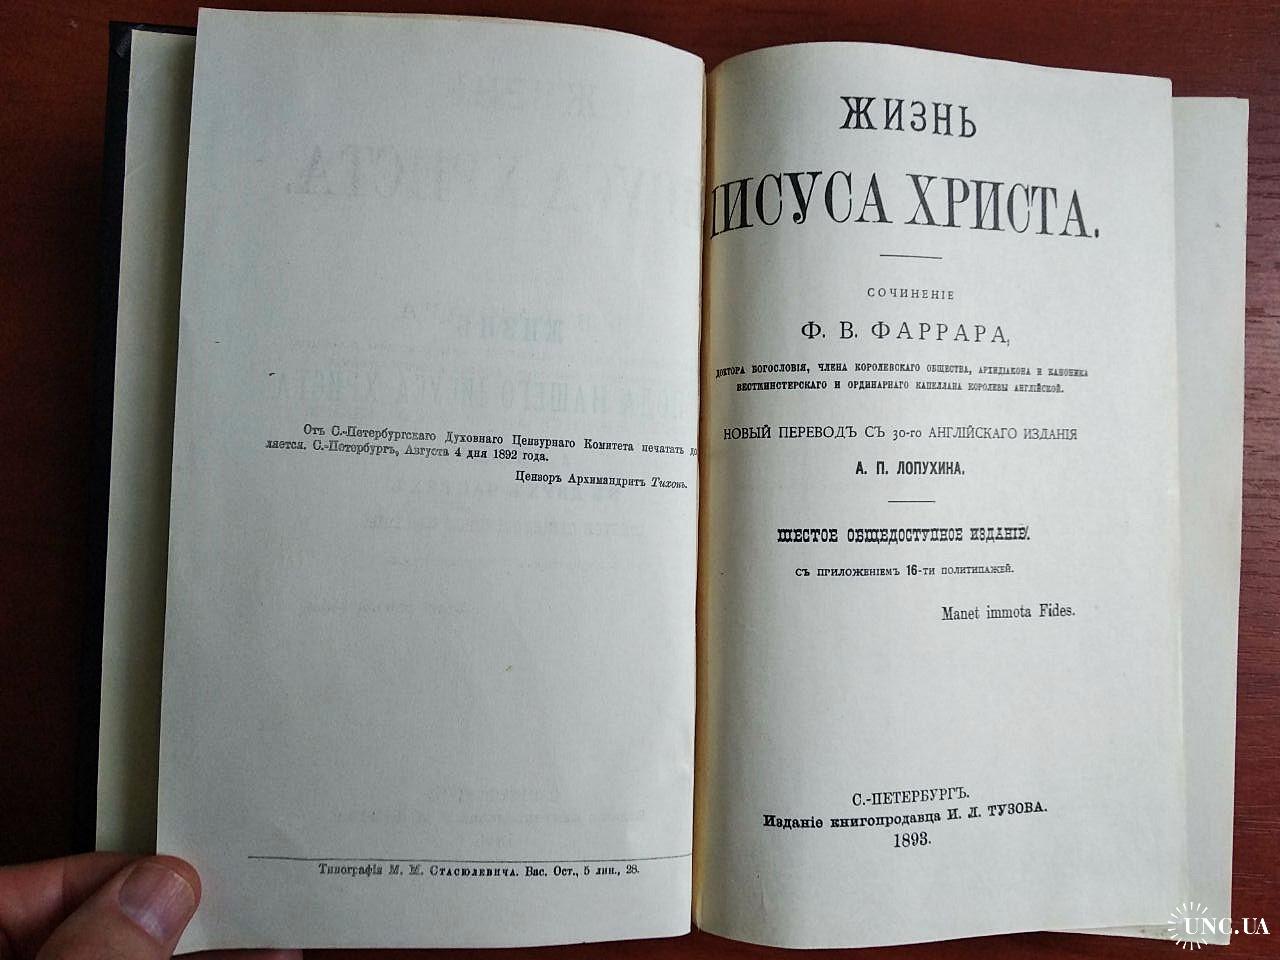 Отъ С.-Петербургскаго Духовнаго Цензурнаго Комитета печатать до
ляется. С.-Петербургъ, Августа 4 дня 1892 года.
Цензоръ Архимандритъ Тихонъ.
Типографія М. М. Стасюлевича. Вас. Ост., 5 лин., 28.
ЖИЗНЬ
ІИСУСА ХРИСТА.
СОЧИНЕНІЕ
Ф. В. ФАРРАРА,
ДОКТОРА БОГОСЛОВІЯ, ЧЛЕНА КОРОЛЕВСКАГО ОБЩЕСТВА, АРХИДІАКОНА И КАНОНИКА
ВЕСТМИНСТЕРСКАГО И ОРДИНАРНАГО КАПЕЛЛАНА КОРОЛЕВЫ АНГЛІЙСКОЙ.
НОВЫЙ ПЕРЕВОДЪ СЪ 30-го АНГЛІЙСКАГО ИЗДАНІЯ
А. П. ЛОПУХИНА.
ШЕСТОЕ ОБЩЕДОСТУПНОЕ ИЗДАНІЕ.
СЪ ПРИЛОЖЕНІЕМЪ 16-ТИ ПОЛИТИПАЖЕЙ.
Manet immota Fides.
С.-ПЕТЕРБУРГЪ.
Изданіе книгопродавца И. Л. ТУЗОВА.
1893.
UNC.UA